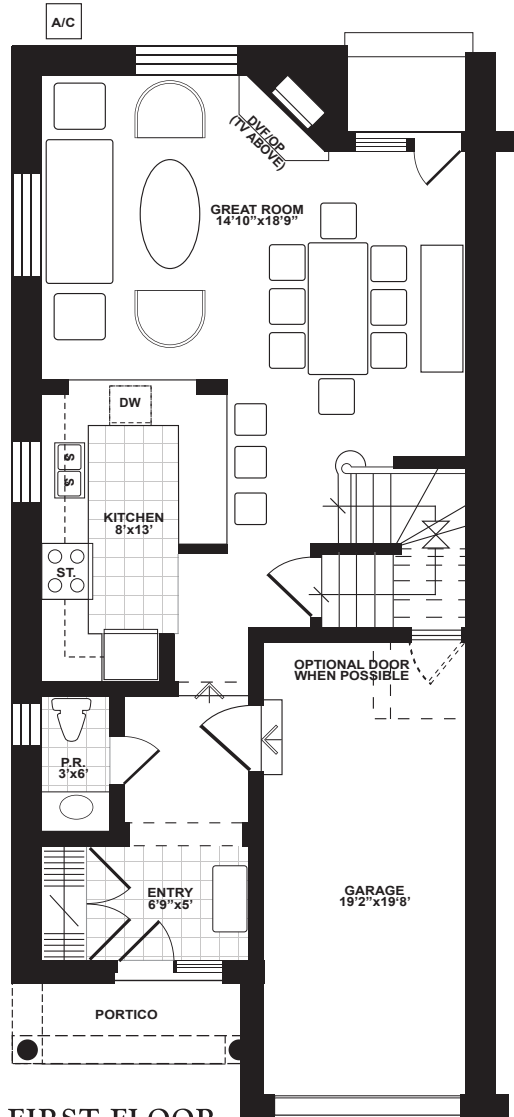 A/C
DVF/OP
(TV ABOVE)
GREAT ROOM
14'10"x18'9"
DW
S
S
KITCHEN
8'x13'
ST.
OPTIONAL DOOR
WHEN POSSIBLE
P.R.
3'x6'
ENTRY
6'9"x5'
GARAGE
19'2"x19'8'
PORTICO
FIRST FLOOR